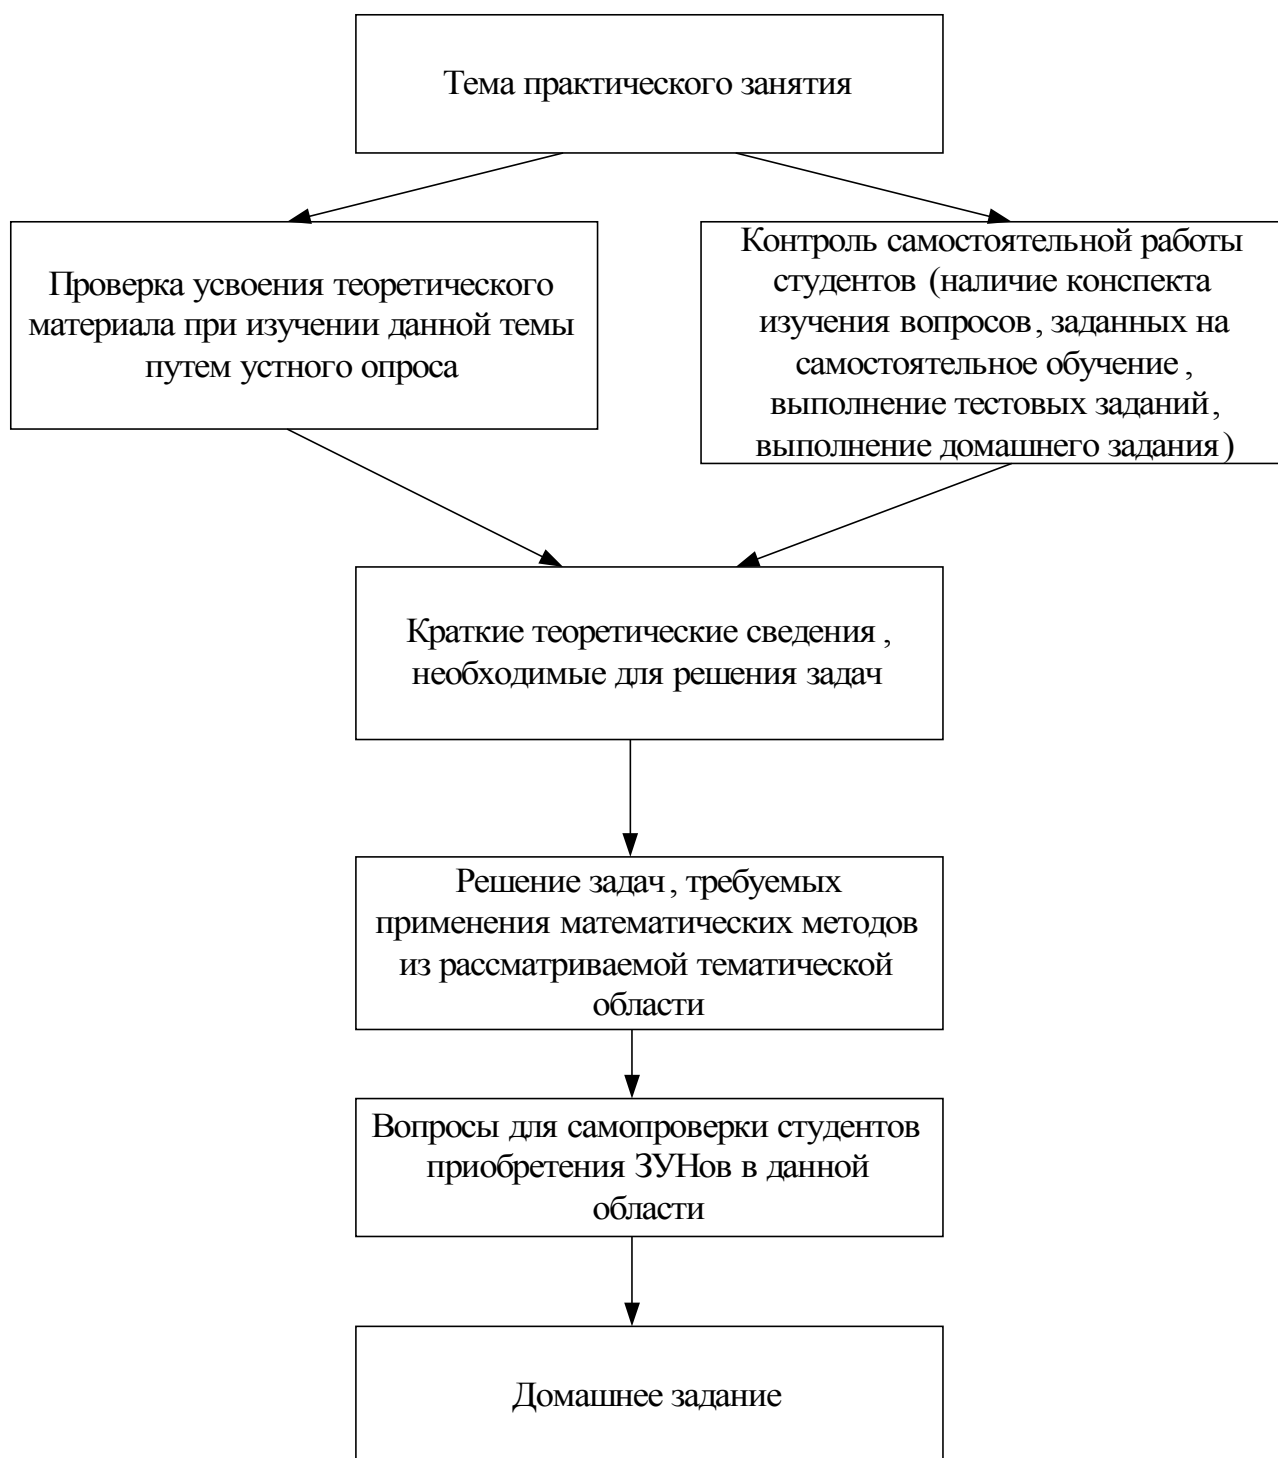 Тема практического занятия
Проверка усвоения теоретического
материала при изучении данной темы
путем устного опроса
Контроль самостоятельной работы
студентов (наличие конспекта
изучения вопросов, заданных на
самостоятельное обучение,
выполнение тестовых заданий,
выполнение домашнего задания)
Краткие теоретические сведения,
необходимые для решения задач
Решение задач, требуемых
применения математических методов
из рассматриваемой тематической
области
Вопросы для самопроверки студентов
приобретения ЗУНов в данной
области
Домашнее задание